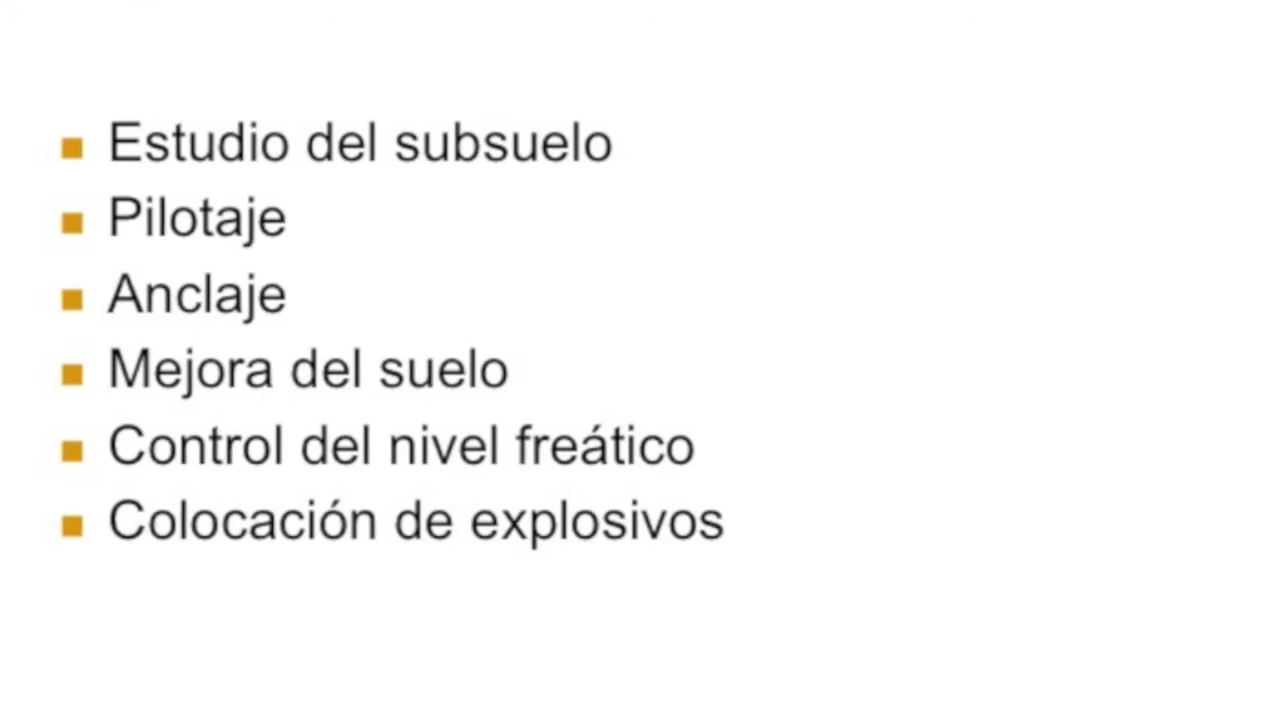 Estudio del subsuelo
Pilotaje
Anclaje
Mejora del suelo
Control del nivel freático
Colocación de explosivos